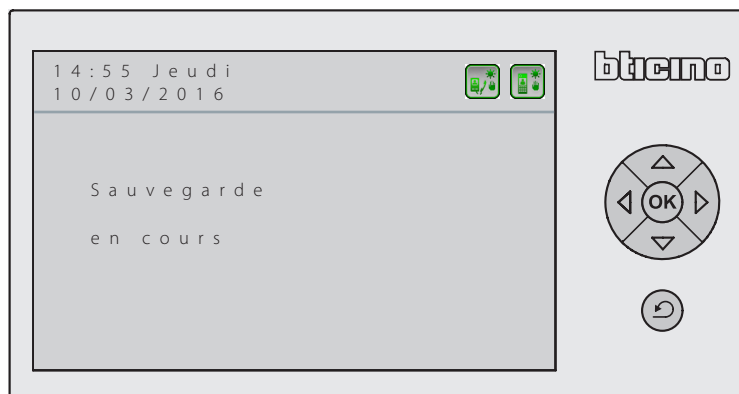 14:55 Jeudi
10/03/2016
bticino
Sauvegarde
en cours
OK